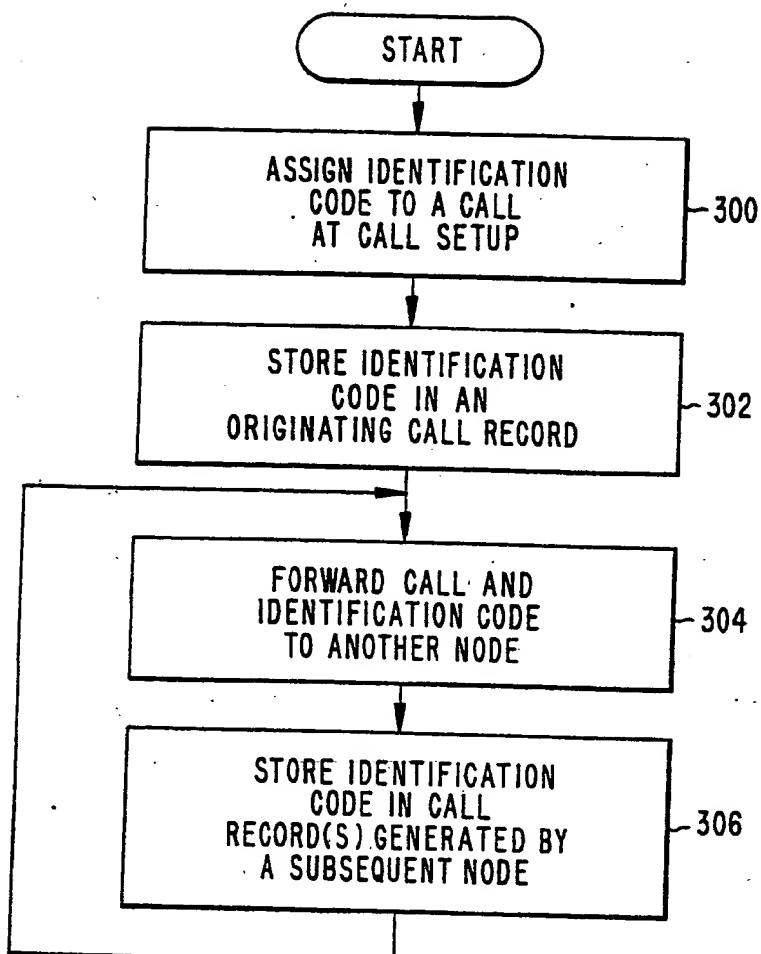 START
ASSIGN IDENTIFICATION
CODE TO A CALL
AT CALL SETUP
300
STORE IDENTIFICATION
CODE IN AN
ORIGINATING CALL RECORD
302
FORWARD CALL AND
IDENTIFICATION CODE
TO ANOTHER NODE
304
STORE IDENTIFICATION
CODE IN CALL
RECORD(S) GENERATED BY
A SUBSEQUENT NODE
306